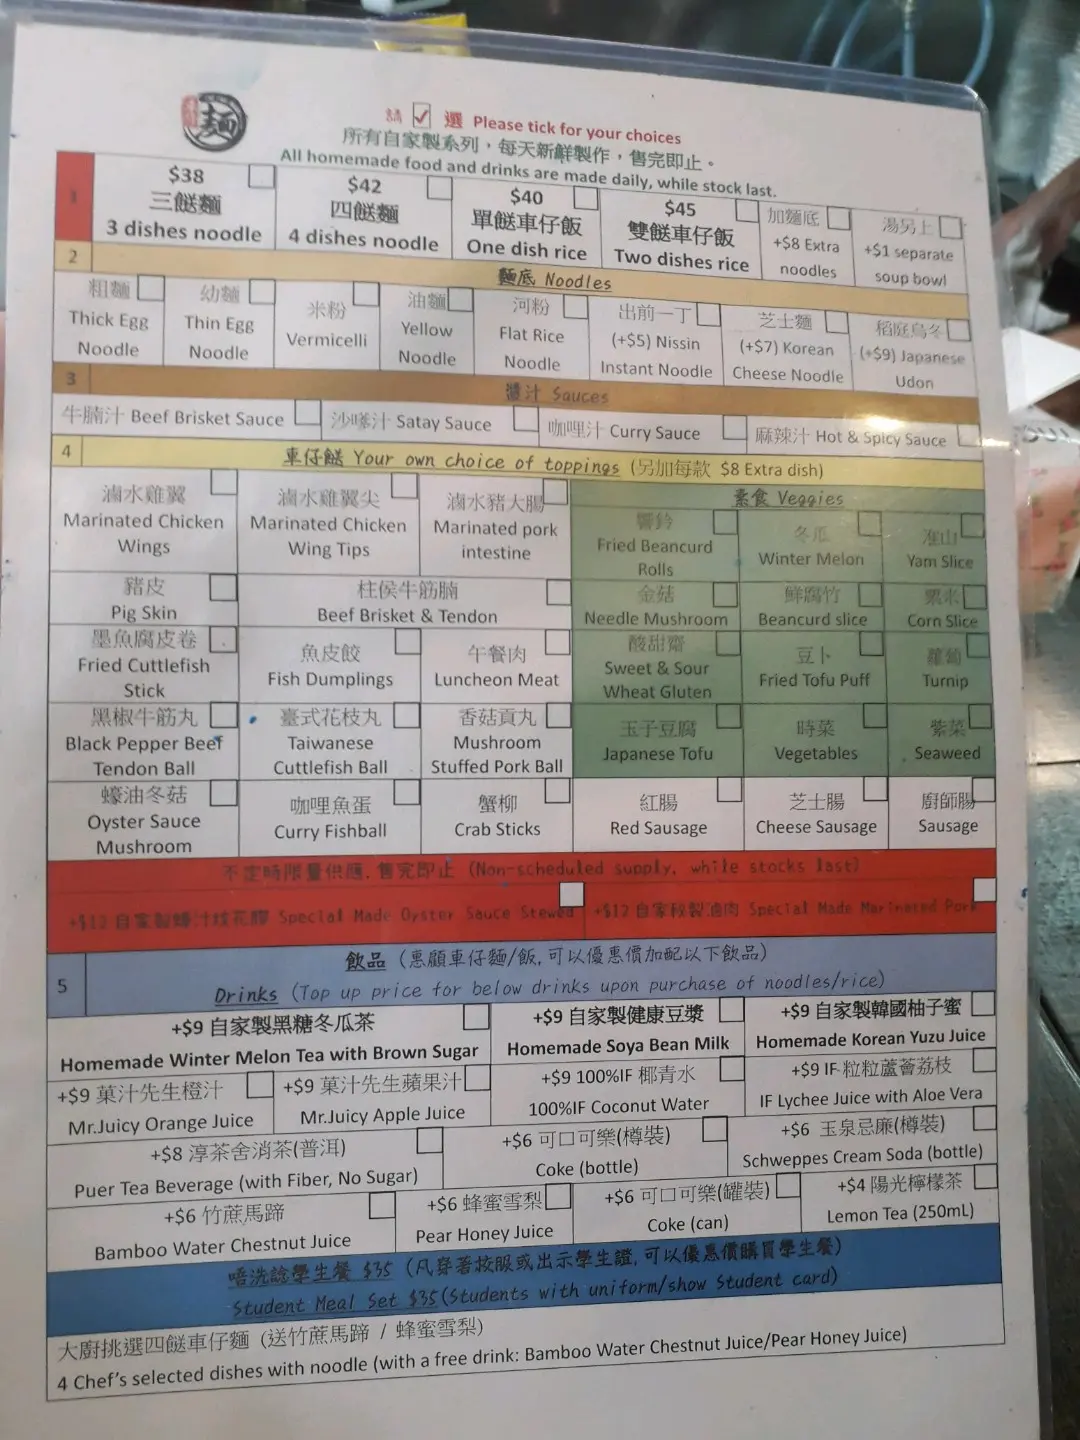 麵
請 ✓ 選 Please tick for your choices
所有自家製系列，每天新鮮製作，售完即止。
All homemade food and drinks are made daily, while stock last.
1
$38
三餸麵
3 dishes noodle
$42
四餸麵
4 dishes noodle
$40
單餸車仔飯
One dish rice
$45
雙餸車仔飯
Two dishes rice
加麵底
+$8 Extra
noodles
湯另上
+$1 separate
soup bowl
2
麵底 Noodles
粗麵
Thick Egg
Noodle
幼麵
Thin Egg
Noodle
米粉
Vermicelli
油麵
Yellow
Noodle
河粉
Flat Rice
Noodle
出前一丁
(+$5) Nissin
Instant Noodle
芝士麵
(+$7) Korean
Cheese Noodle
稻庭烏冬
(+$9) Japanese
Udon
3
醬汁 Sauces
牛腩汁 Beef Brisket Sauce
沙嗲汁 Satay Sauce
咖哩汁 Curry Sauce
麻辣汁 Hot & Spicy Sauce
4
車仔餸 Your own choice of toppings (另加每款 $8 Extra dish)
滷水雞翼
Marinated Chicken
Wings
滷水雞翼尖
Marinated Chicken
Wing Tips
滷水豬大腸
Marinated pork
intestine
素食 Veggies
響鈴
Fried Beancurd
Rolls
冬瓜
Winter Melon
淮山
Yam Slice
豬皮
Pig Skin
柱侯牛筋腩
Beef Brisket & Tendon
金菇
Needle Mushroom
鮮腐竹
Beancurd slice
粟米
Corn Slice
墨魚腐皮卷
Fried Cuttlefish
Stick
魚皮餃
Fish Dumplings
午餐肉
Luncheon Meat
酸甜齋
Sweet & Sour
Wheat Gluten
豆卜
Fried Tofu Puff
蘿蔔
Turnip
黑椒牛筋丸
Black Pepper Beef
Tendon Ball
臺式花枝丸
Taiwanese
Cuttlefish Ball
香菇貢丸
Mushroom
Stuffed Pork Ball
玉子豆腐
Japanese Tofu
時菜
Vegetables
紫菜
Seaweed
蠔油冬菇
Oyster Sauce
Mushroom
咖哩魚蛋
Curry Fishball
蟹柳
Crab Sticks
紅腸
Red Sausage
芝士腸
Cheese Sausage
廚師腸
Sausage
不定時限量供應, 售完即止 (Non-scheduled supply, while stocks last)
+$12 自家製蠔汁炆花膠 Special Made Oyster Sauce Stewed
+$12 自家秘製滷肉 Special Made Marinated Pork
5
飲品 (惠顧車仔麵/飯, 可以優惠價加配以下飲品)
Drinks (Top up price for below drinks upon purchase of noodles/rice)
+$9 自家製黑糖冬瓜茶
Homemade Winter Melon Tea with Brown Sugar
+$9 自家製健康豆漿
Homemade Soya Bean Milk
+$9 自家製韓國柚子蜜
Homemade Korean Yuzu Juice
+$9 菓汁先生橙汁
Mr.Juicy Orange Juice
+$9 菓汁先生蘋果汁
Mr.Juicy Apple Juice
+$9 100%IF 椰青水
100%IF Coconut Water
+$9 IF 粒粒蘆薈荔枝
IF Lychee Juice with Aloe Vera
+$8 淳茶舍消茶(普洱)
Puer Tea Beverage (with Fiber, No Sugar)
+$6 可口可樂(樽裝)
Coke (bottle)
+$6 玉泉忌廉(樽裝)
Schweppes Cream Soda (bottle)
+$6 竹蔗馬蹄
Bamboo Water Chestnut Juice
+$6 蜂蜜雪梨
Pear Honey Juice
+$6 可口可樂(罐裝)
Coke (can)
+$4 陽光檸檬茶
Lemon Tea (250mL)
唔洗諗學生餐 $35 (凡穿著校服或出示學生證, 可以優惠價購買學生餐)
Student Meal Set $35(Students with uniform/show Student card)
大廚挑選四餸車仔麵 (送竹蔗馬蹄 / 蜂蜜雪梨)
4 Chef's selected dishes with noodle (with a free drink: Bamboo Water Chestnut Juice/Pear Honey Juice)